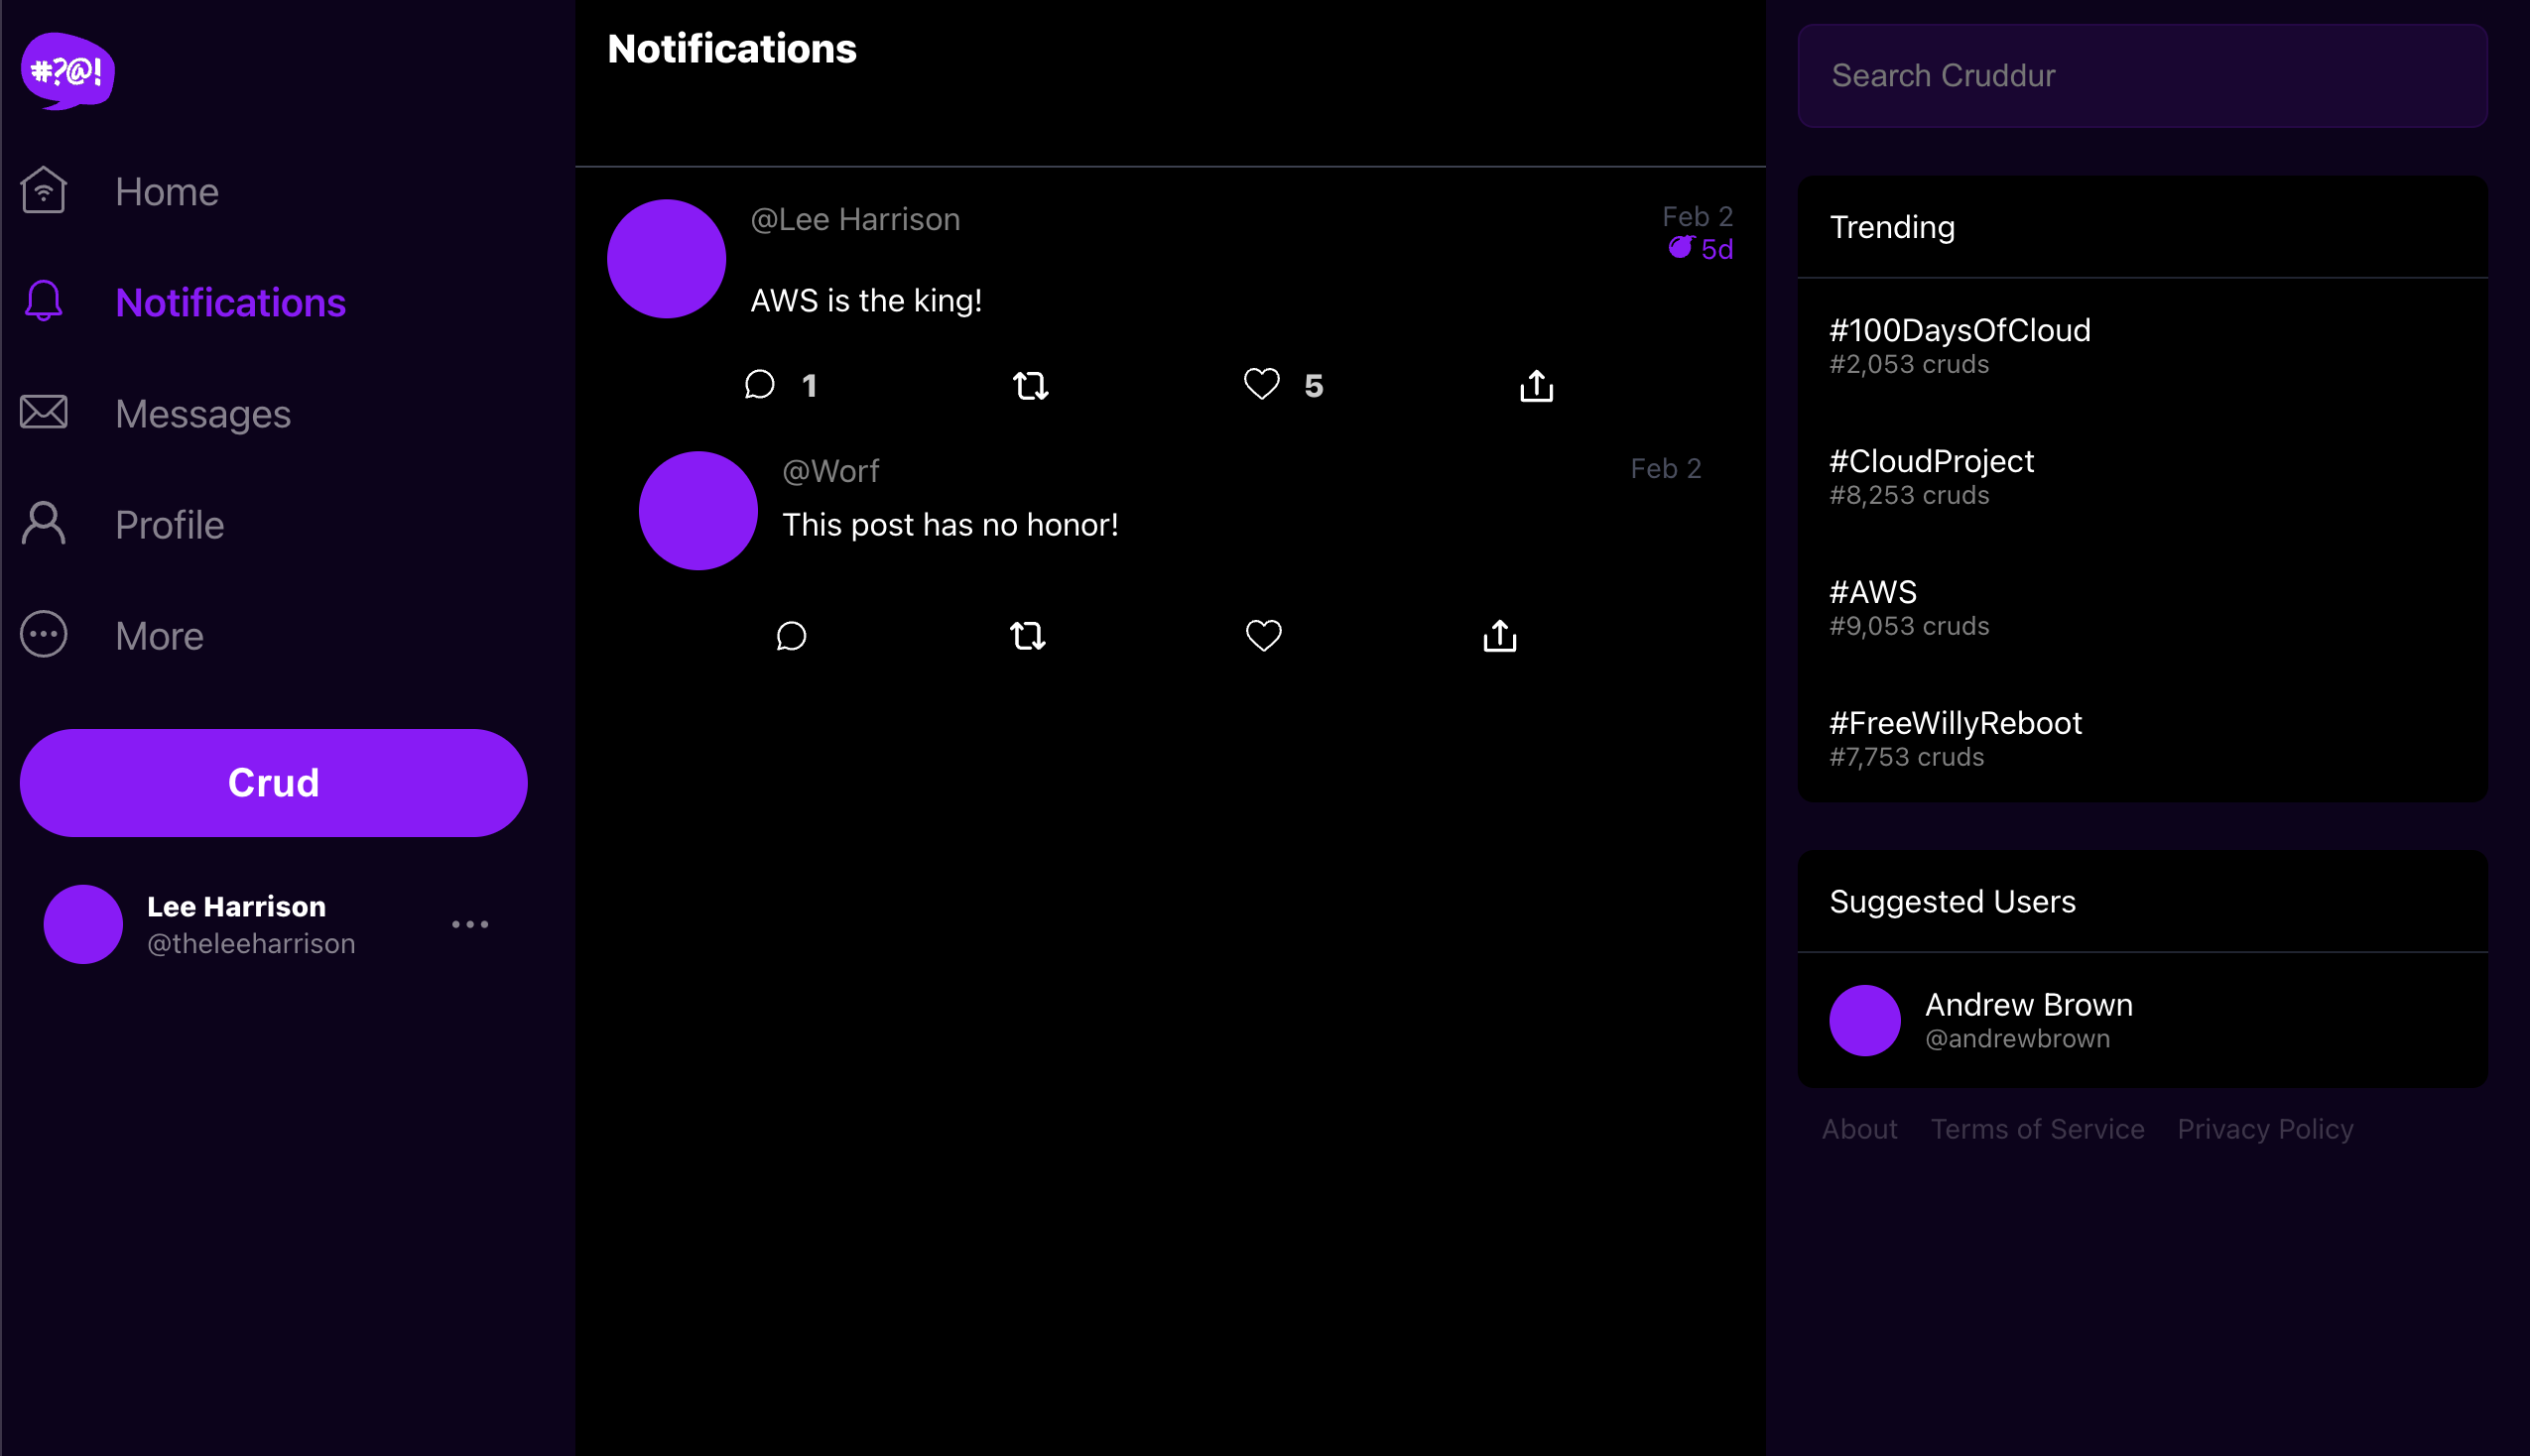 #?@!
Home
Notifications
Messages
Profile
More
Crud
Lee Harrison
@theleeharrison
Notifications
@Lee Harrison
Feb 2
5d
AWS is the king!
1
5
@Worf
Feb 2
This post has no honor!
Search Cruddur
Trending
#100DaysOfCloud
#2,053 cruds
#CloudProject
#8,253 cruds
#AWS
#9,053 cruds
#FreeWillyReboot
#7,753 cruds
Suggested Users
Andrew Brown
@andrewbrown
About Terms of Service Privacy Policy